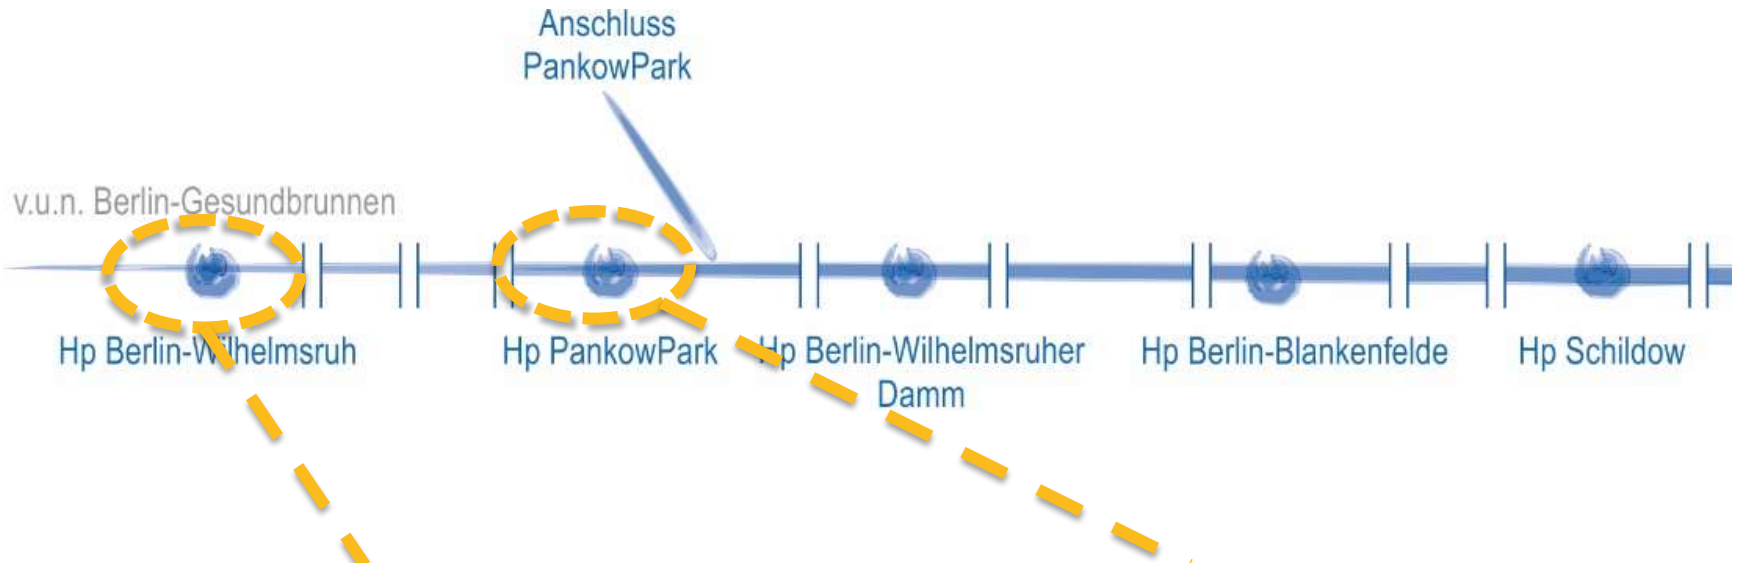 Anschluss
PankowPark
v.u.n. Berlin-Gesundbrunnen
Hp Berlin-Wilhelmsruh
Hp PankowPark
Hp Berlin-Wilhelmsruher
Damm
Hp Berlin-Blankenfelde
Hp Schildow